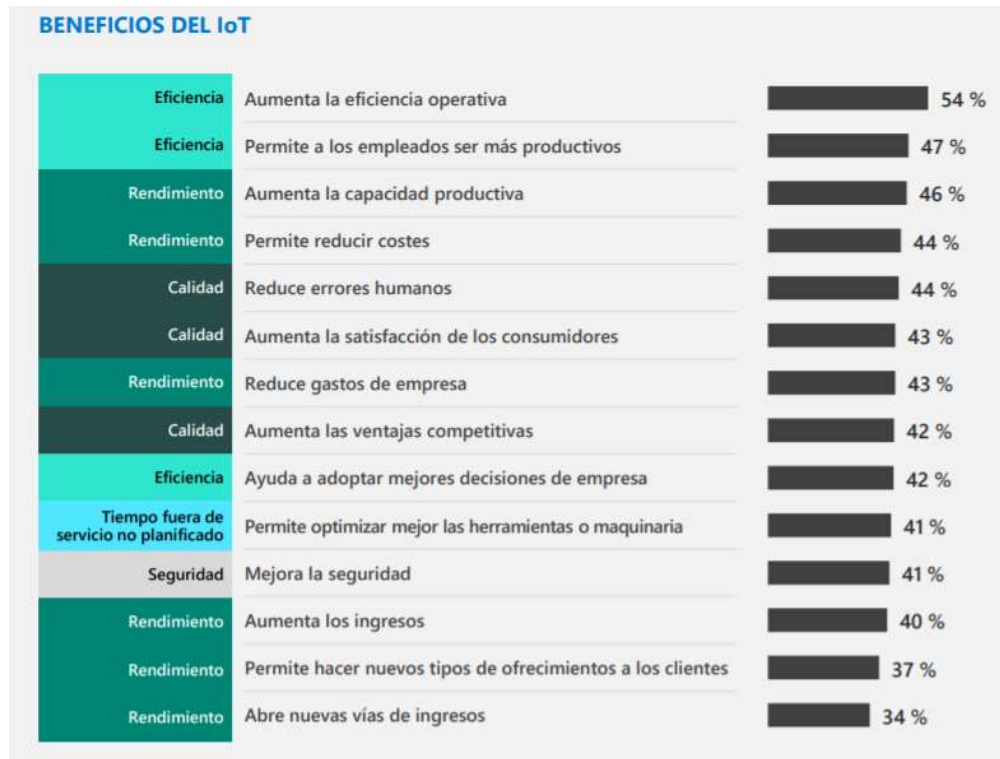 BENEFICIOS DEL IoT
Eficiencia Aumenta la eficiencia operativa 54 %
Eficiencia Permite a los empleados ser más productivos 47 %
Rendimiento Aumenta la capacidad productiva 46 %
Rendimiento Permite reducir costes 44 %
Calidad Reduce errores humanos 44 %
Calidad Aumenta la satisfacción de los consumidores 43 %
Rendimiento Reduce gastos de empresa 43 %
Calidad Aumenta las ventajas competitivas 42 %
Eficiencia Ayuda a adoptar mejores decisiones de empresa 42 %
Tiempo fuera de
servicio no planificado Permite optimizar mejor las herramientas o maquinaria 41 %
Seguridad Mejora la seguridad 41 %
Rendimiento Aumenta los ingresos 40 %
Rendimiento Permite hacer nuevos tipos de ofrecimientos a los clientes 37 %
Rendimiento Abre nuevas vías de ingresos 34 %